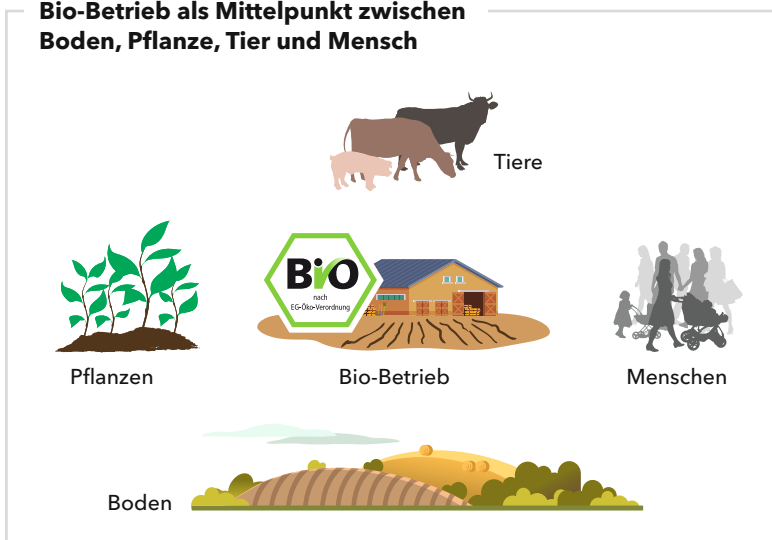 Bio-Betrieb als Mittelpunkt zwischen
Boden, Pflanze, Tier und Mensch
Tiere
Bio
nach
EG-Öko-Verordnung
Pflanzen
Bio-Betrieb
Menschen
Boden